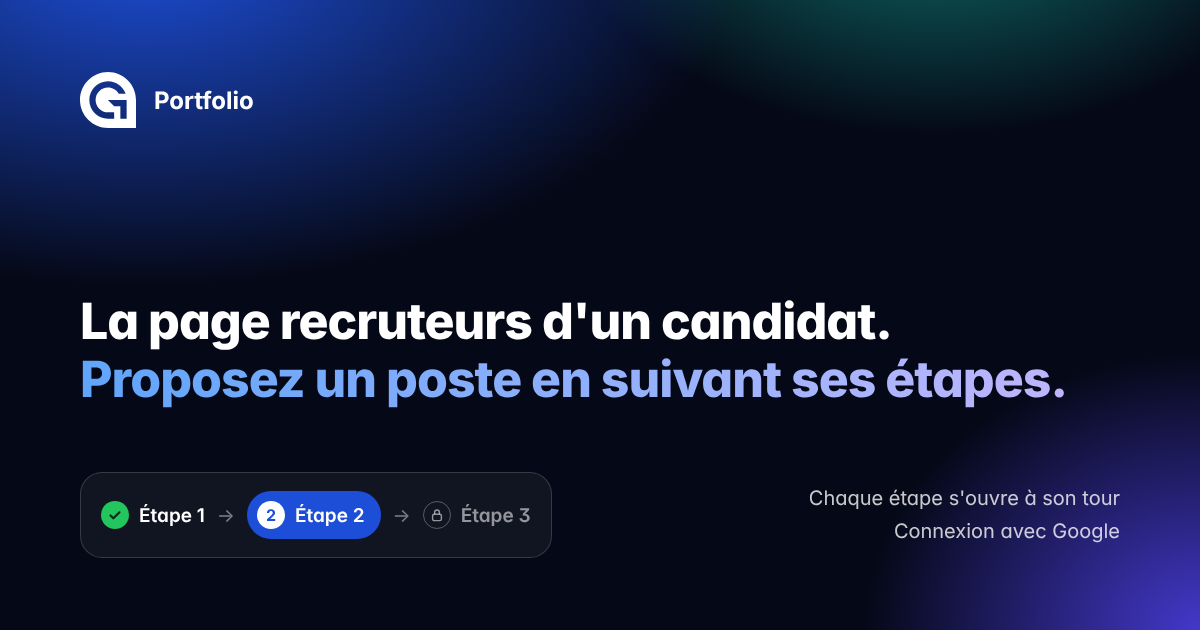 Portfolio
La page recruteurs d'un candidat.
Proposez un poste en suivant ses étapes.
Étape 1 → 2 Étape 2 → Étape 3
Chaque étape s'ouvre à son tour
Connexion avec Google